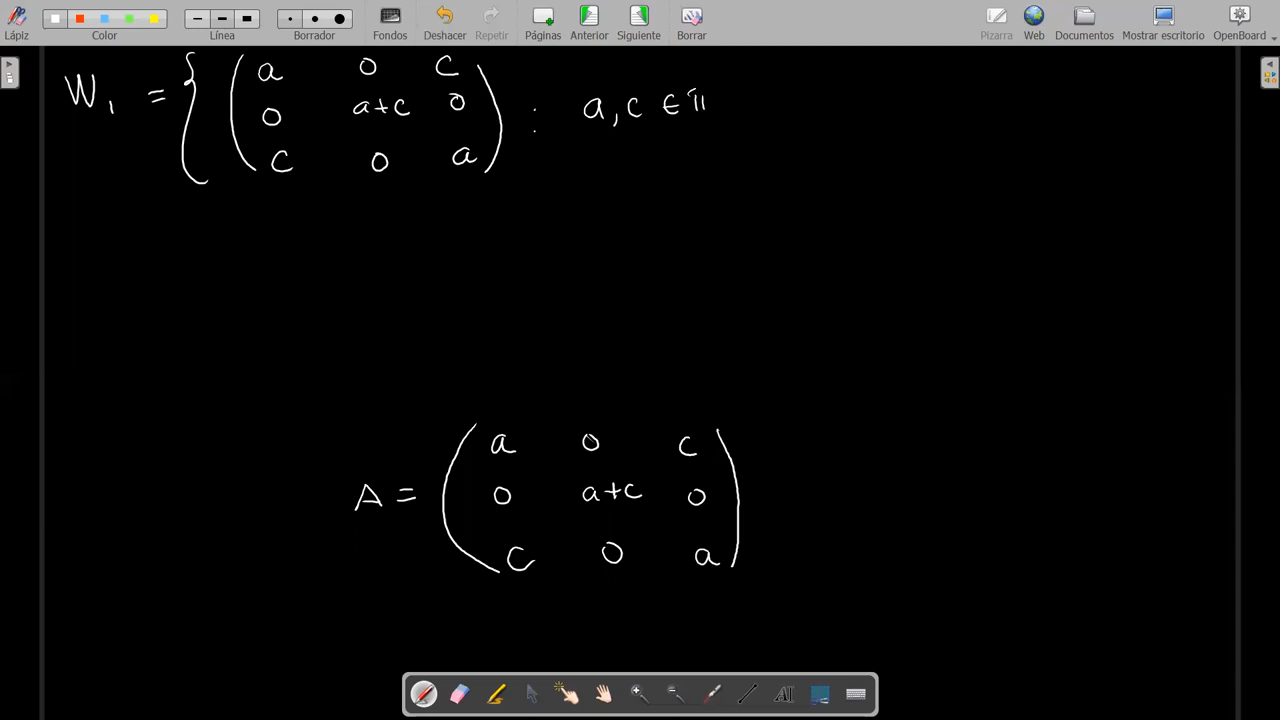 Lápiz Color Línea Borrador Fondos Deshacer Repetir Páginas Anterior Siguiente Borrar Pizarra Web Documentos Mostrar escritorio OpenBoard
a 0 c
W₁ = { ( 0 a+c 0 ) : a, c ∈
c 0 a
a 0 c
A = ( 0 a+c 0 )
c 0 a
AI